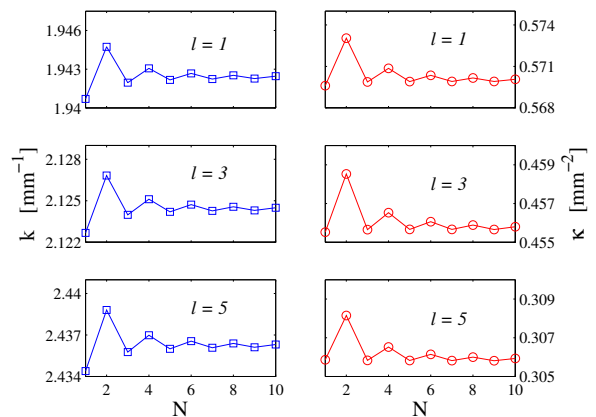 1.946
1.943
1.94
l = 1
l = 1
0.574
0.571
0.568
2.128
2.125
2.122
l = 3
l = 3
0.459
0.457
0.455
k [mm⁻¹]
κ [mm⁻²]
2.44
2.437
2.434
l = 5
l = 5
0.309
0.307
0.305
2 4 6 8 10
2 4 6 8 10
N
N